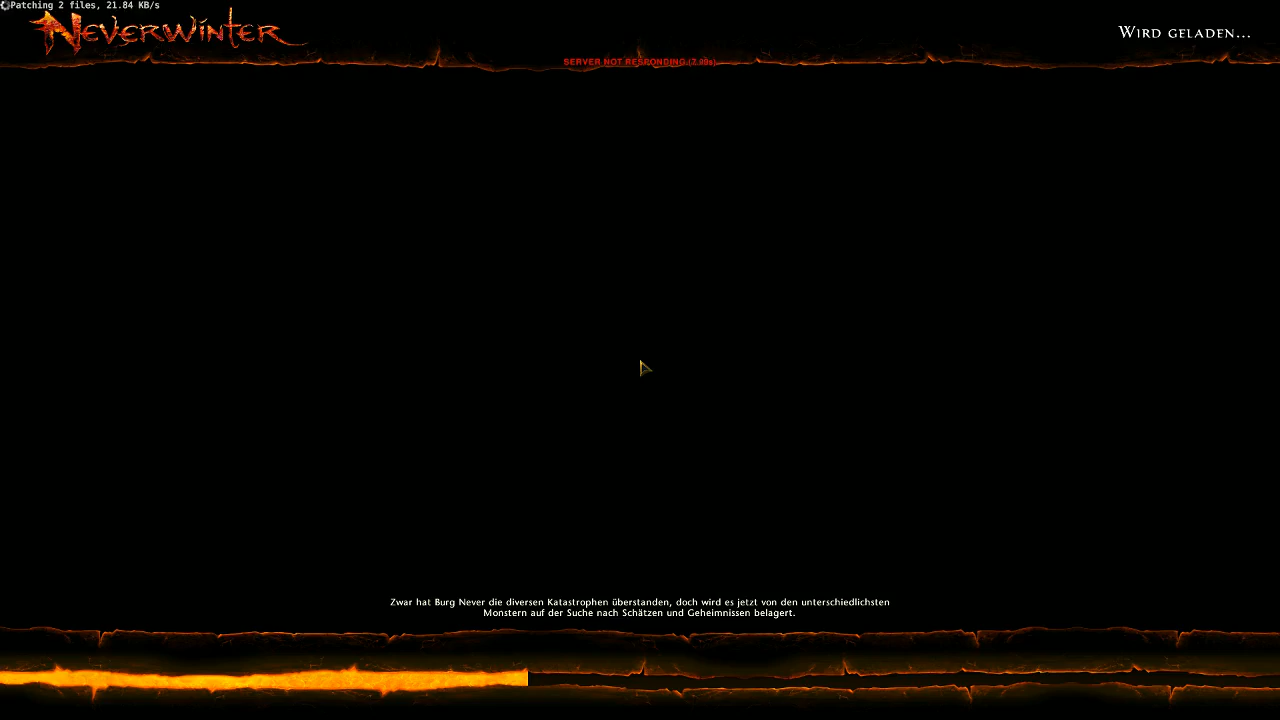 Patching 2 files, 21.84 KB/s
NEVERWINTER
WIRD GELADEN...
SERVER NOT RESPONDING (7.99s)
Zwar hat Burg Never die diversen Katastrophen überstanden, doch wird es jetzt von den unterschiedlichsten
Monstern auf der Suche nach Schätzen und Geheimnissen belagert.